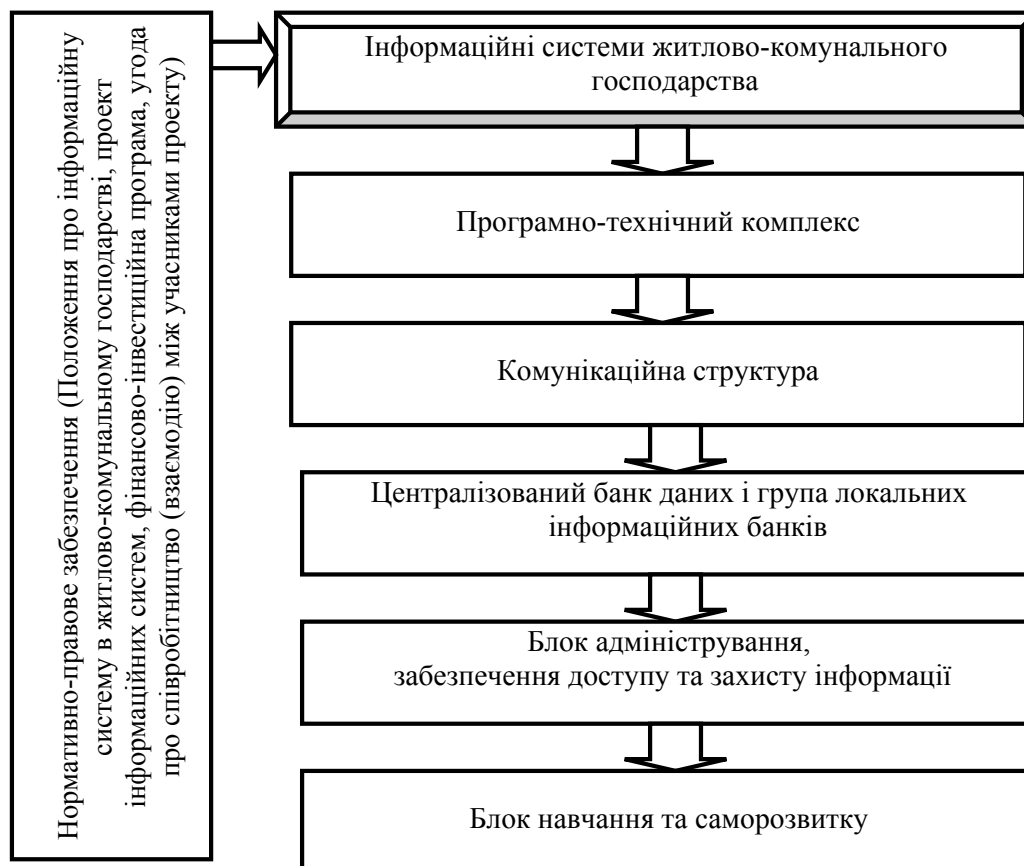 Нормативно-правове забезпечення (Положення про інформаційну
систему в житлово-комунальному господарстві, проект
інформаційних систем, фінансово-інвестиційна програма, угода
про співробітництво (взаємодію) між учасниками проекту)
Інформаційні системи житлово-комунального
господарства
Програмно-технічний комплекс
Комунікаційна структура
Централізований банк даних і група локальних
інформаційних банків
Блок адміністрування,
забезпечення доступу та захисту інформації
Блок навчання та саморозвитку